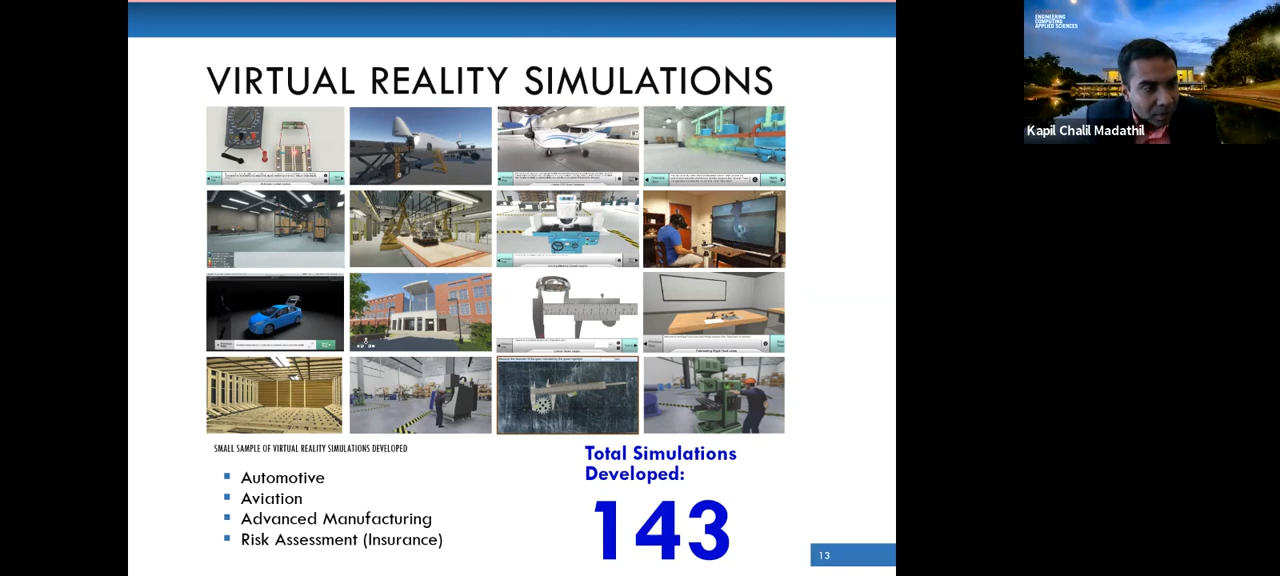 VIRTUAL REALITY SIMULATIONS
SMALL SAMPLE OF VIRTUAL REALITY SIMULATIONS DEVELOPED
Automotive
Aviation
Advanced Manufacturing
Risk Assessment (Insurance)
Total Simulations
Developed:
143
13
ENGINEERING
COMPUTING
APPLIED SCIENCES
Kapil Chalil Madathil